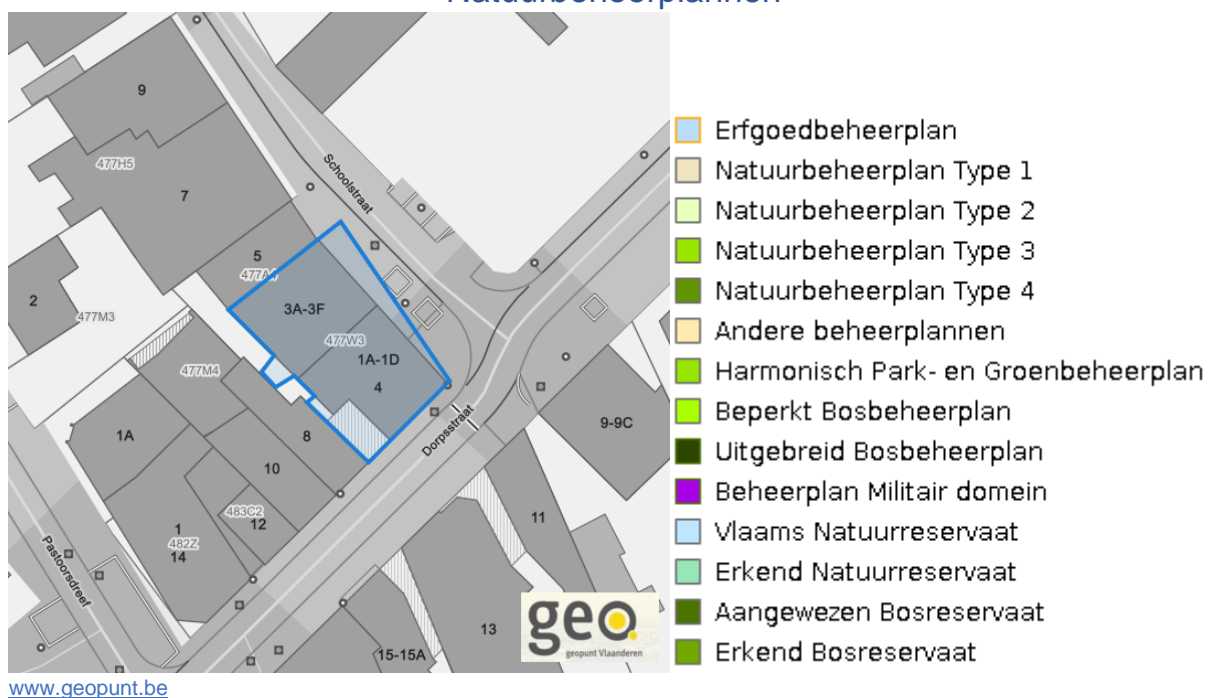 Natuurbeheerplannen
9
477H5
7
Schoolstraat
5
477A4
2
477M3
3A-3F
477W3
1A-1D
4
477M4
1A
8
Dorpsstraat
9-9C
10
483C2
12
1
482Z
14
11
Pastoorsdreef
13
15-15A
geo
geopunt Vlaanderen
Erfgoedbeheerplan
Natuurbeheerplan Type 1
Natuurbeheerplan Type 2
Natuurbeheerplan Type 3
Natuurbeheerplan Type 4
Andere beheerplannen
Harmonisch Park- en Groenbeheerplan
Beperkt Bosbeheerplan
Uitgebreid Bosbeheerplan
Beheerplan Militair domein
Vlaams Natuurreservaat
Erkend Natuurreservaat
Aangewezen Bosreservaat
Erkend Bosreservaat
www.geopunt.be